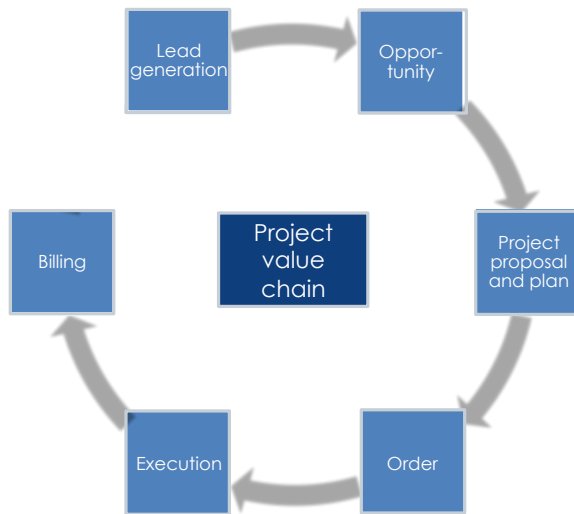 Lead
generation
Oppor-
tunity
Project
proposal
and plan
Order
Execution
Billing
Project
value
chain